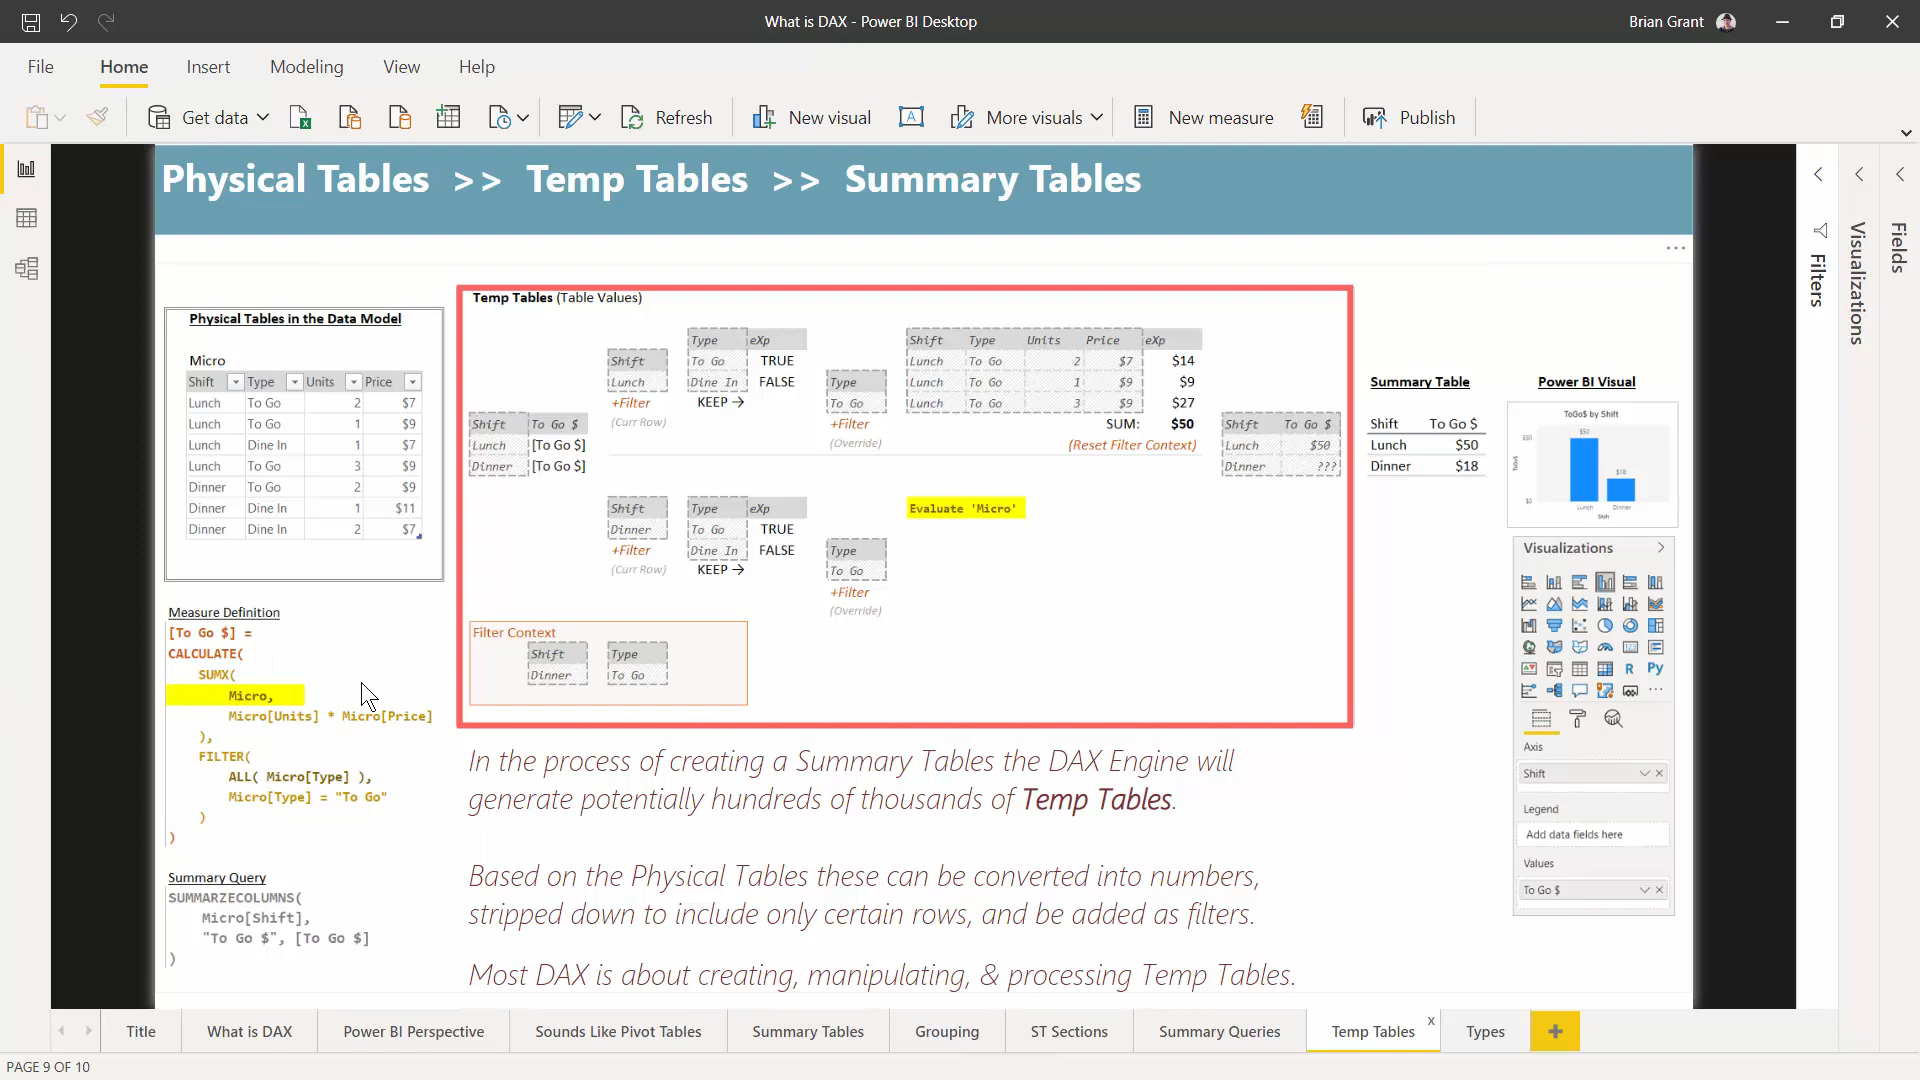 What is DAX - Power BI Desktop
Brian Grant
File
Home
Insert
Modeling
View
Help
Get data
Refresh
New visual
More visuals
New measure
Publish
Physical Tables >> Temp Tables >> Summary Tables
Physical Tables in the Data Model
Micro
Shift Type Units Price
Lunch To Go 2 $7
Lunch To Go 1 $9
Lunch Dine In 1 $7
Lunch To Go 3 $9
Dinner To Go 2 $9
Dinner Dine In 1 $11
Dinner Dine In 2 $7
Measure Definition
[To Go $] =
CALCULATE(
SUMX(
Micro,
Micro[Units] * Micro[Price]
),
FILTER(
ALL( Micro[Type] ),
Micro[Type] = "To Go"
)
)
Summary Query
SUMMARZECOLUMNS(
Micro[Shift],
"To Go $", [To Go $]
)
Temp Tables (Table Values)
Shift To Go $
Lunch [To Go $]
Dinner [To Go $]
Shift
Lunch
+Filter
(Curr Row)
Type eXp
To Go TRUE
Dine In FALSE
KEEP →
Type
To Go
+Filter
(Override)
Shift Type Units Price eXp
Lunch To Go 2 $7 $14
Lunch To Go 1 $9 $9
Lunch To Go 3 $9 $27
SUM: $50
(Reset Filter Context)
Shift To Go $
Lunch $50
Dinner ???
Shift
Dinner
+Filter
(Curr Row)
Type eXp
To Go TRUE
Dine In FALSE
KEEP →
Type
To Go
+Filter
(Override)
Evaluate 'Micro'
Filter Context
Shift Type
Dinner To Go
In the process of creating a Summary Tables the DAX Engine will
generate potentially hundreds of thousands of Temp Tables.
Based on the Physical Tables these can be converted into numbers,
stripped down to include only certain rows, and be added as filters.
Most DAX is about creating, manipulating, & processing Temp Tables.
Summary Table
Shift To Go $
Lunch $50
Dinner $18
Power BI Visual
ToGo$ by Shift
$50
$50
$18
ToGo$
$0
Lunch Dinner
Shift
Visualizations
R Py
Axis
Shift
Legend
Add data fields here
Values
To Go $
Filters
Visualizations
Fields
Title
What is DAX
Power BI Perspective
Sounds Like Pivot Tables
Summary Tables
Grouping
ST Sections
Summary Queries
Temp Tables
x
Types
PAGE 9 OF 10